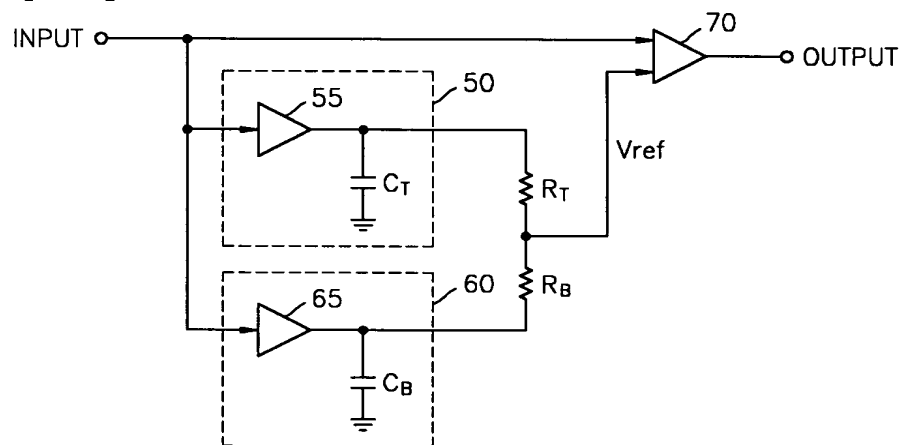 INPUT
70
OUTPUT
50
55
Vref
C_T
R_T
60
R_B
65
C_B